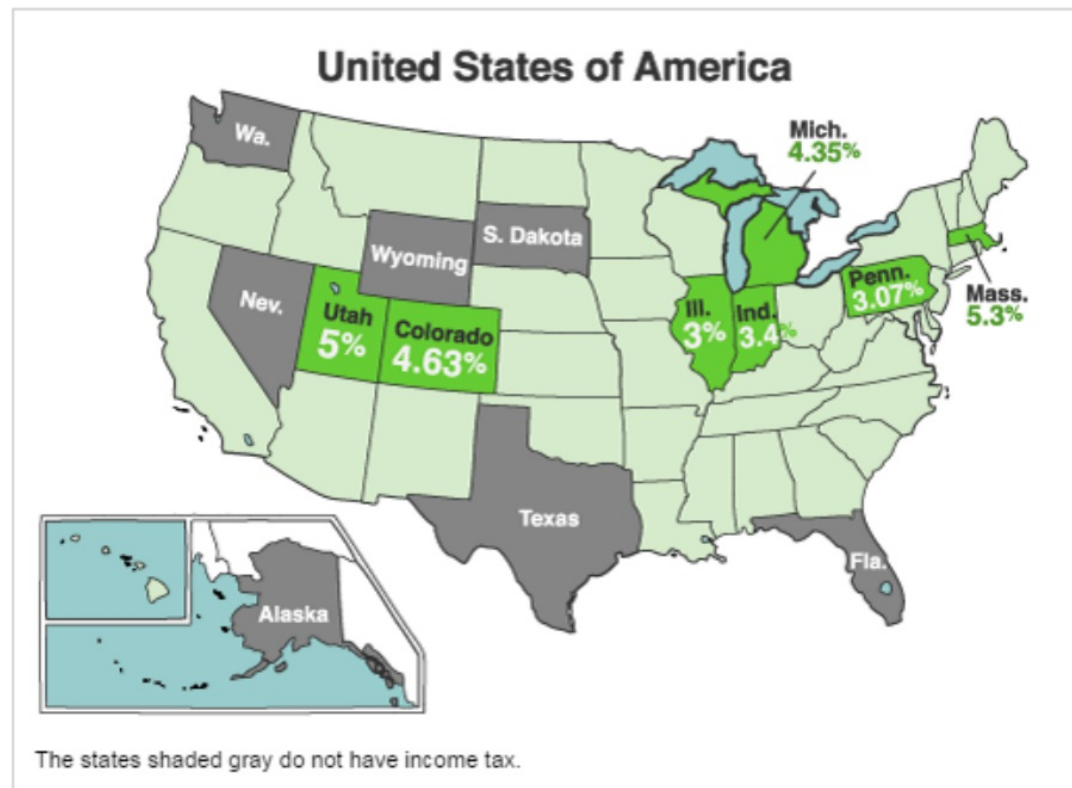 United States of America
Wa.
Mich.
4.35%
S. Dakota
Wyoming
Nev.
Utah
5%
Colorado
4.63%
Ill.
3%
Ind.
3.4%
Penn.
3.07%
Mass.
5.3%
Texas
Fla.
Alaska
The states shaded gray do not have income tax.